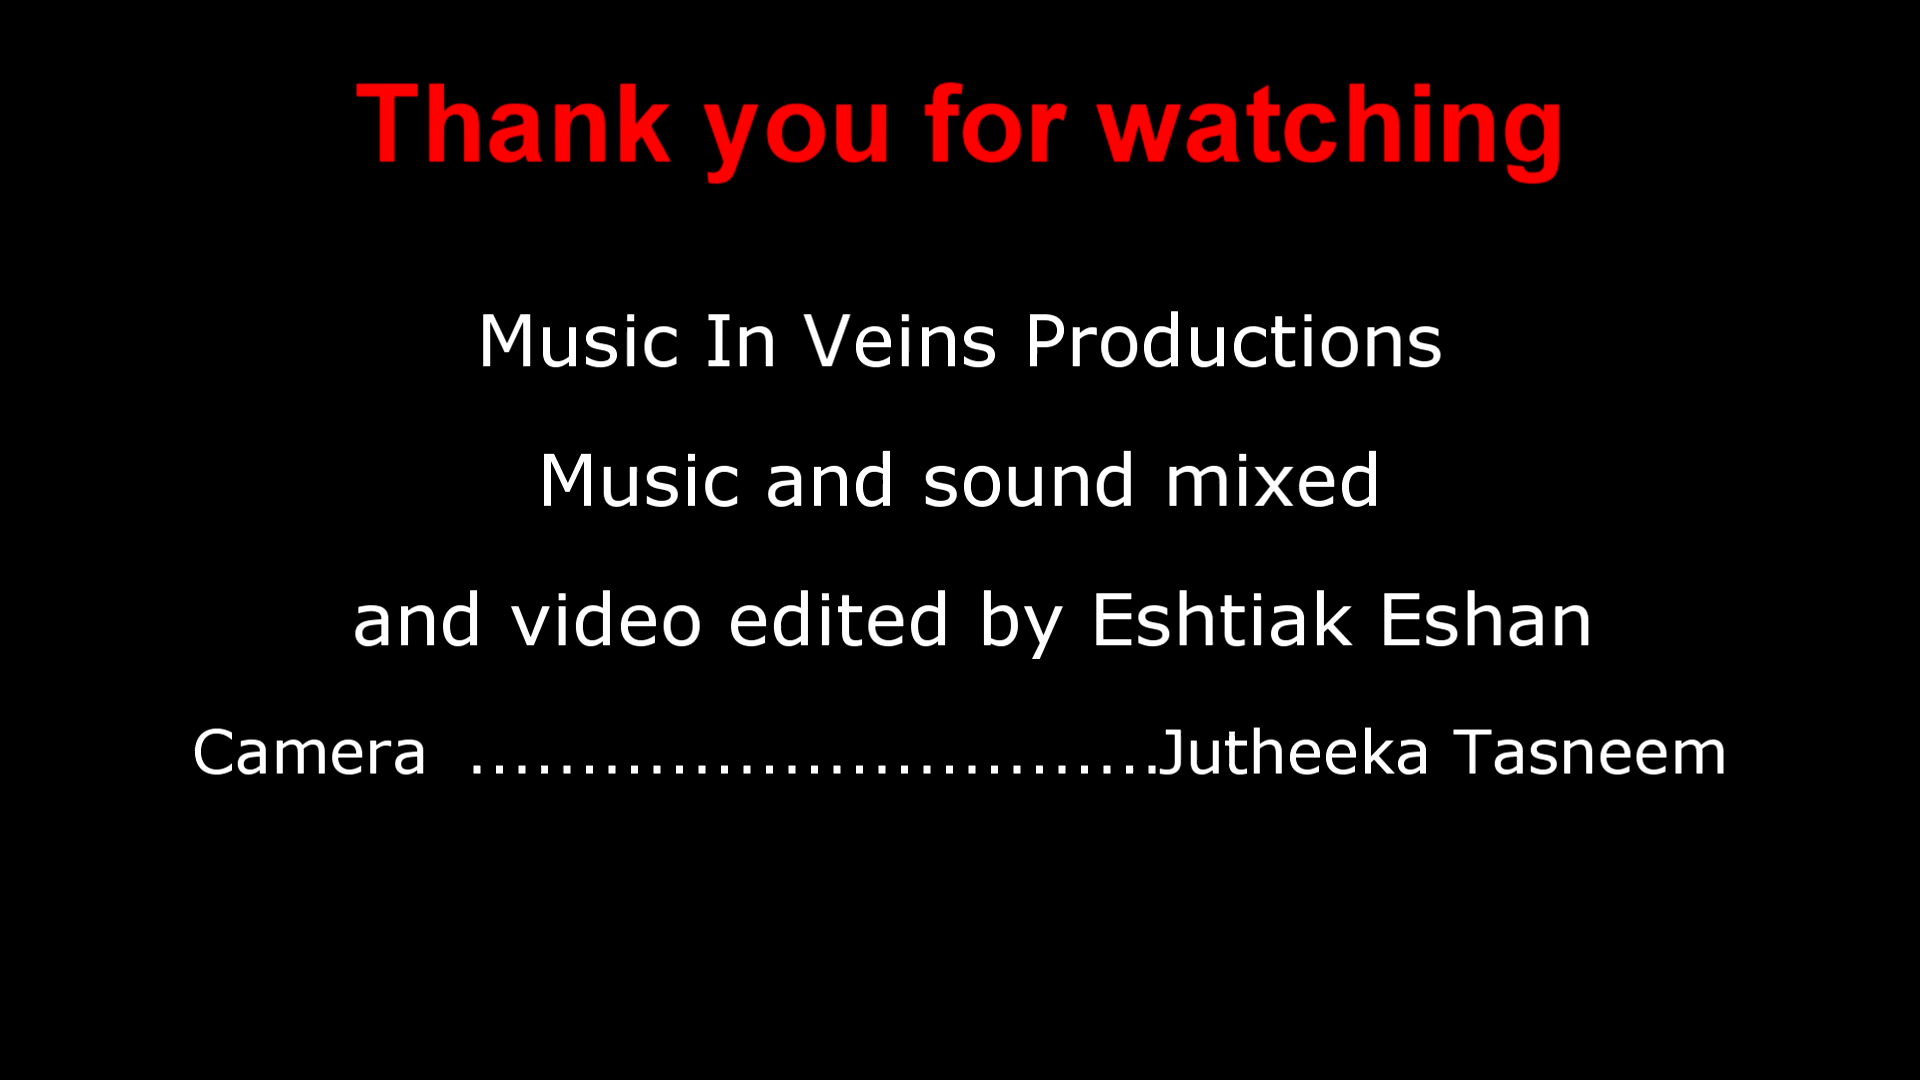 Thank you for watching
Music In Veins Productions
Music and sound mixed
and video edited by Eshtiak Eshan
Camera ...............................Jutheeka Tasneem